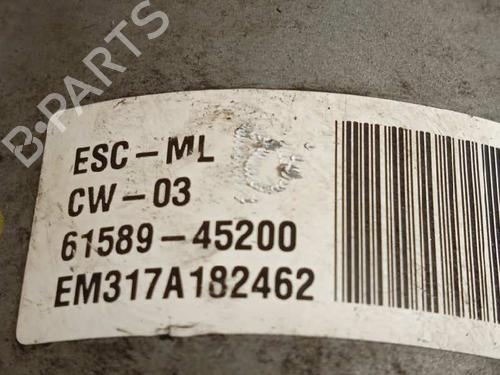 B-PARTS
ESC-ML
CW-03
61589-45200
EM317A182462